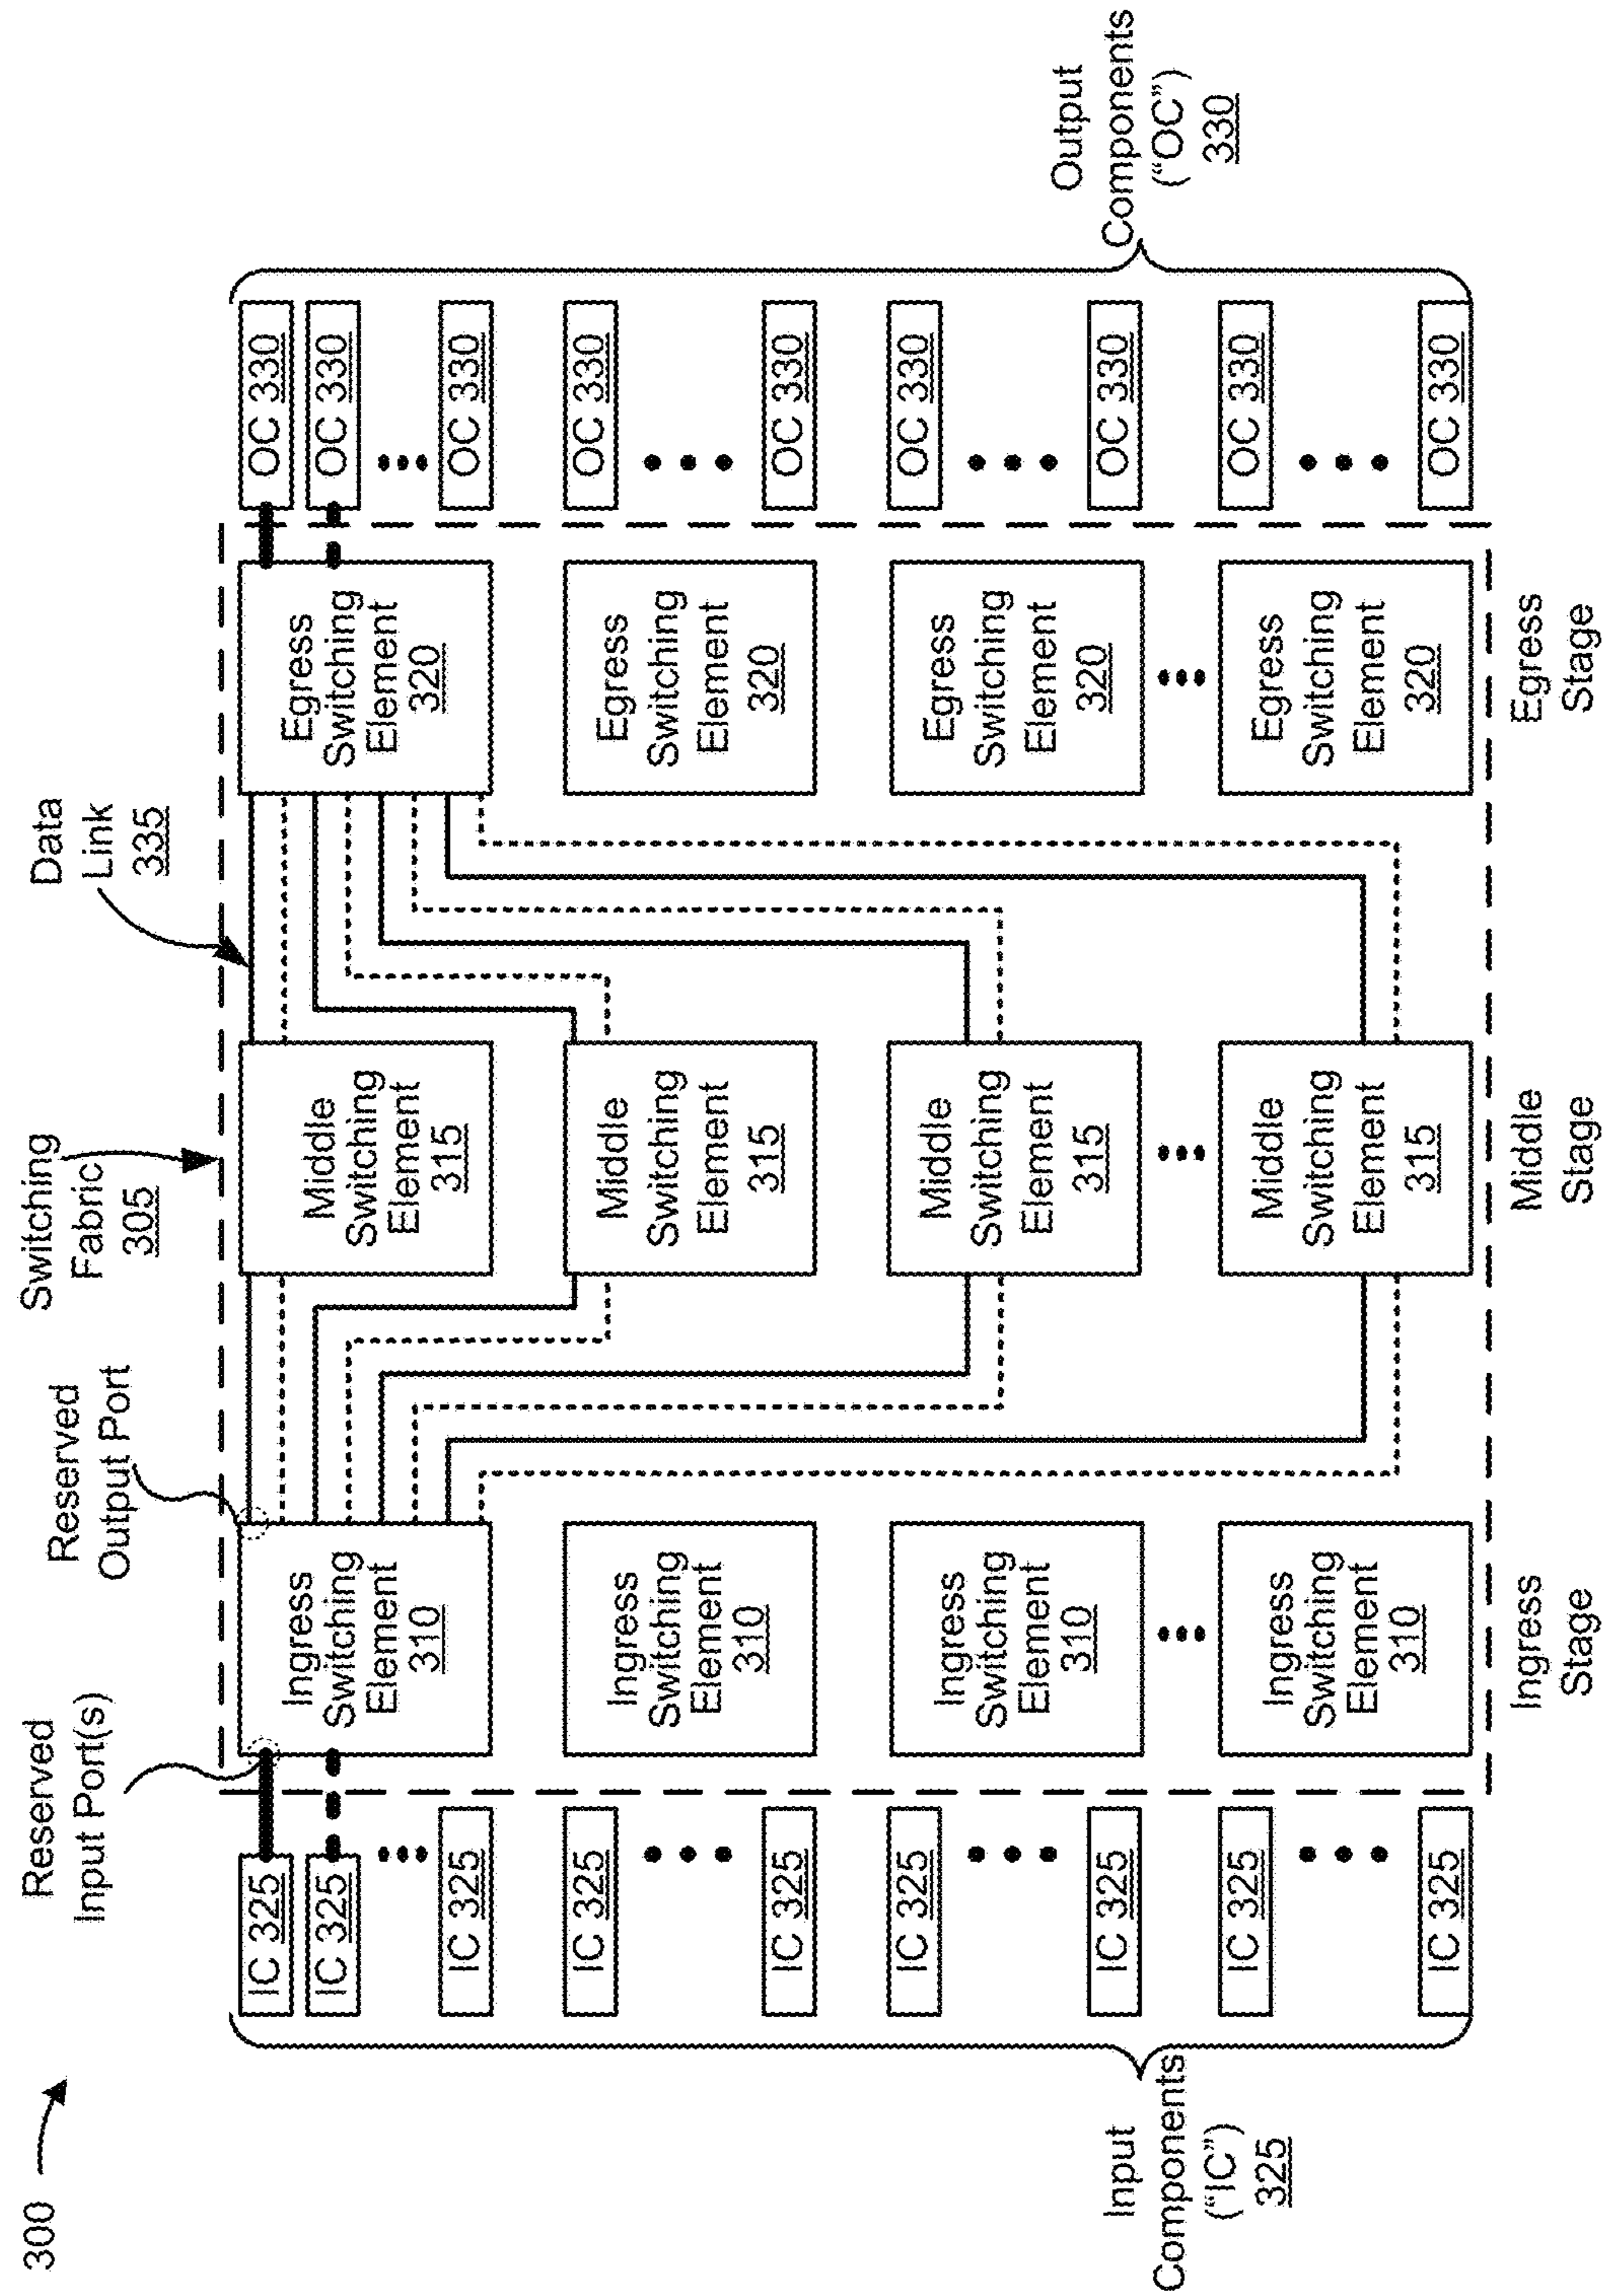 300
Switching
Fabric
305
Data
Link
335
Reserved
Input Port(s)
Reserved
Output Port
IC 325
IC 325
IC 325
IC 325
IC 325
IC 325
IC 325
IC 325
IC 325
Input
Components
(“IC”)
325
Ingress
Switching
Element
310
Ingress
Switching
Element
310
Ingress
Switching
Element
310
Ingress
Switching
Element
310
Ingress
Stage
Middle
Switching
Element
315
Middle
Switching
Element
315
Middle
Switching
Element
315
Middle
Switching
Element
315
Middle
Stage
Egress
Switching
Element
320
Egress
Switching
Element
320
Egress
Switching
Element
320
Egress
Switching
Element
320
Egress
Stage
OC 330
OC 330
OC 330
OC 330
OC 330
OC 330
OC 330
OC 330
OC 330
Output
Components
(“OC”)
330